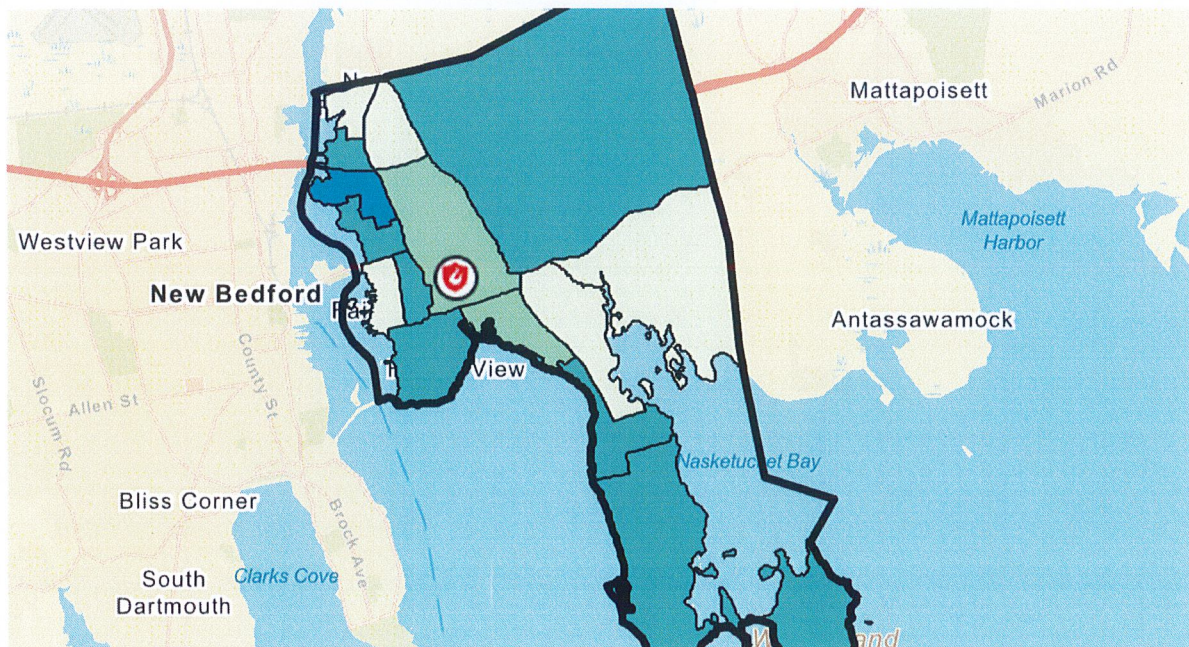 Mattapoisett
Marion Rd
Mattapoisett
Harbor
Westview Park
New Bedford
Antassawamock
County St
View
Allen St
Slocum Rd
Nasketucket Bay
Bliss Corner
Brock Ave
Clarks Cove
South
Dartmouth